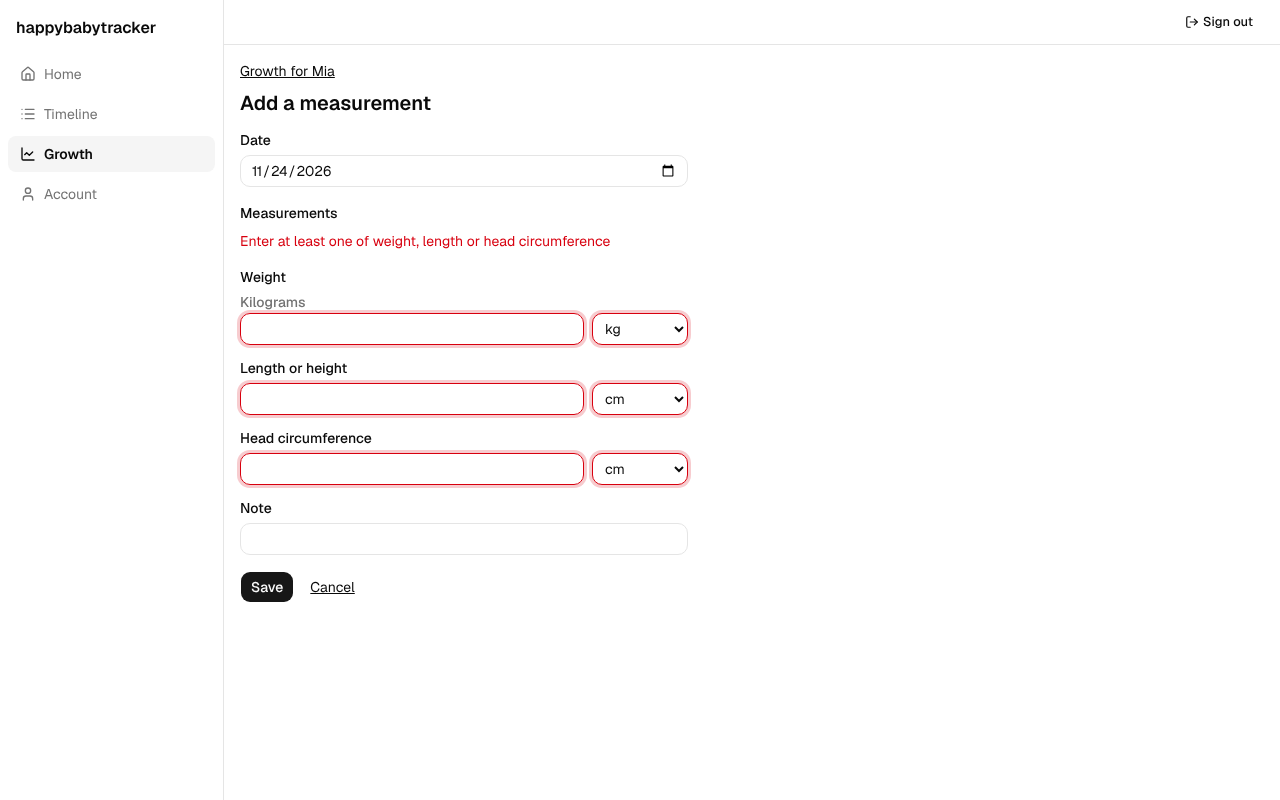 happybabytracker
Sign out
Home
Timeline
Growth
Account
Growth for Mia
Add a measurement
Date
11/24/2026
Measurements
Enter at least one of weight, length or head circumference
Weight
Kilograms
kg
Length or height
cm
Head circumference
cm
Note
Save Cancel